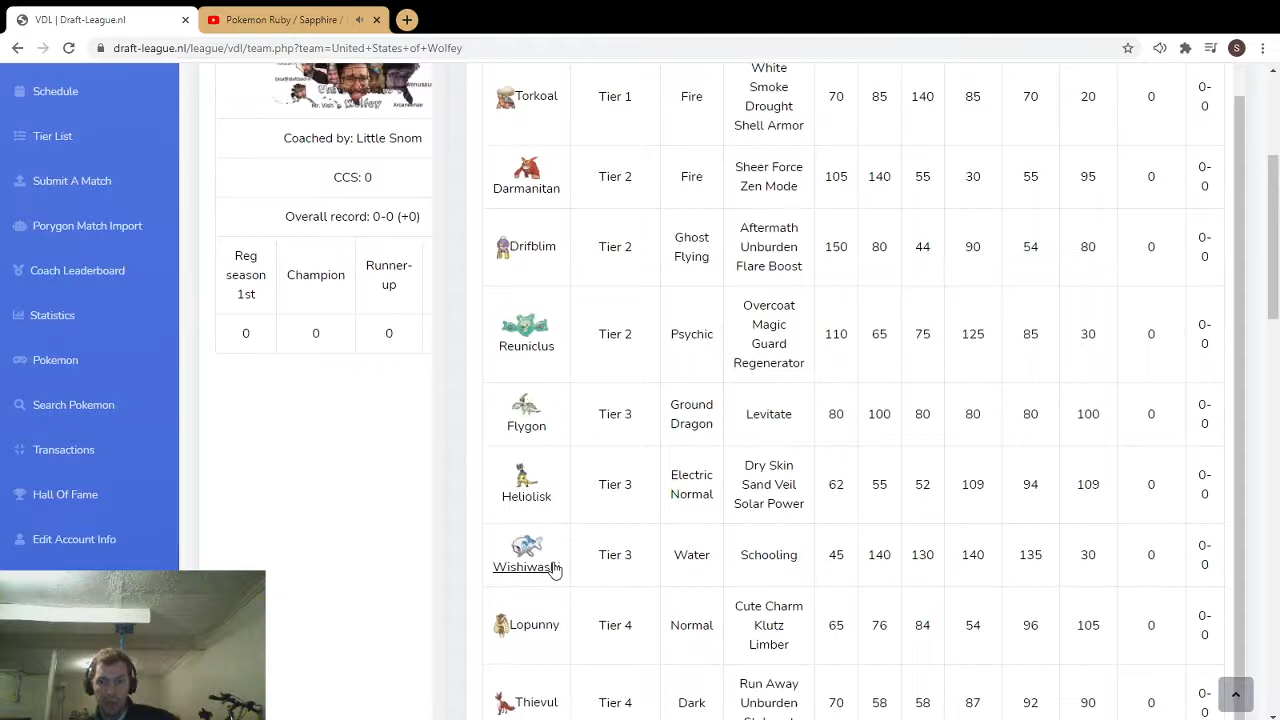 VDL | Draft-League.nl
Pokemon Ruby / Sapphire /
draft-league.nl/league/vdl/team.php?team=United+States+of+Wolfey
S
Schedule
Tier List
Submit A Match
Porygon Match Import
Coach Leaderboard
Statistics
Pokemon
Search Pokemon
Transactions
Hall Of Fame
Edit Account Info
Mr. Vish
Wolfey
Coached by: Little Snom
CCS: 0
Overall record: 0-0 (+0)
Reg season 1st Champion Runner-up
0 0 0
Torkoal Tier 1 Fire White Smoke Drought Shell Armor 85 140 85 70 20 0-0
Darmanitan Tier 2 Fire Sheer Force Zen Mode 105 140 55 30 55 95 0 0-0
Drifblim Tier 2 Ghost Flying Aftermath Unburden Flare Boost 150 80 44 90 54 80 0 0-0
Reuniclus Tier 2 Psychic Overcoat Magic Guard Regenerator 110 65 75 125 85 30 0 0-0
Flygon Tier 3 Ground Dragon Levitate 80 100 80 80 80 100 0 0-0
Heliolisk Tier 3 Electric Normal Dry Skin Sand Veil Solar Power 62 55 52 109 94 109 0 0-0
Wishiwashi Tier 3 Water Schooling 45 140 130 140 135 30 0 0-0
Lopunny Tier 4 Normal Cute Charm Klutz Limber 65 76 84 54 96 105 0 0-0
Thievul Tier 4 Dark Run Away Unburden 70 58 58 87 92 90 0 0-0